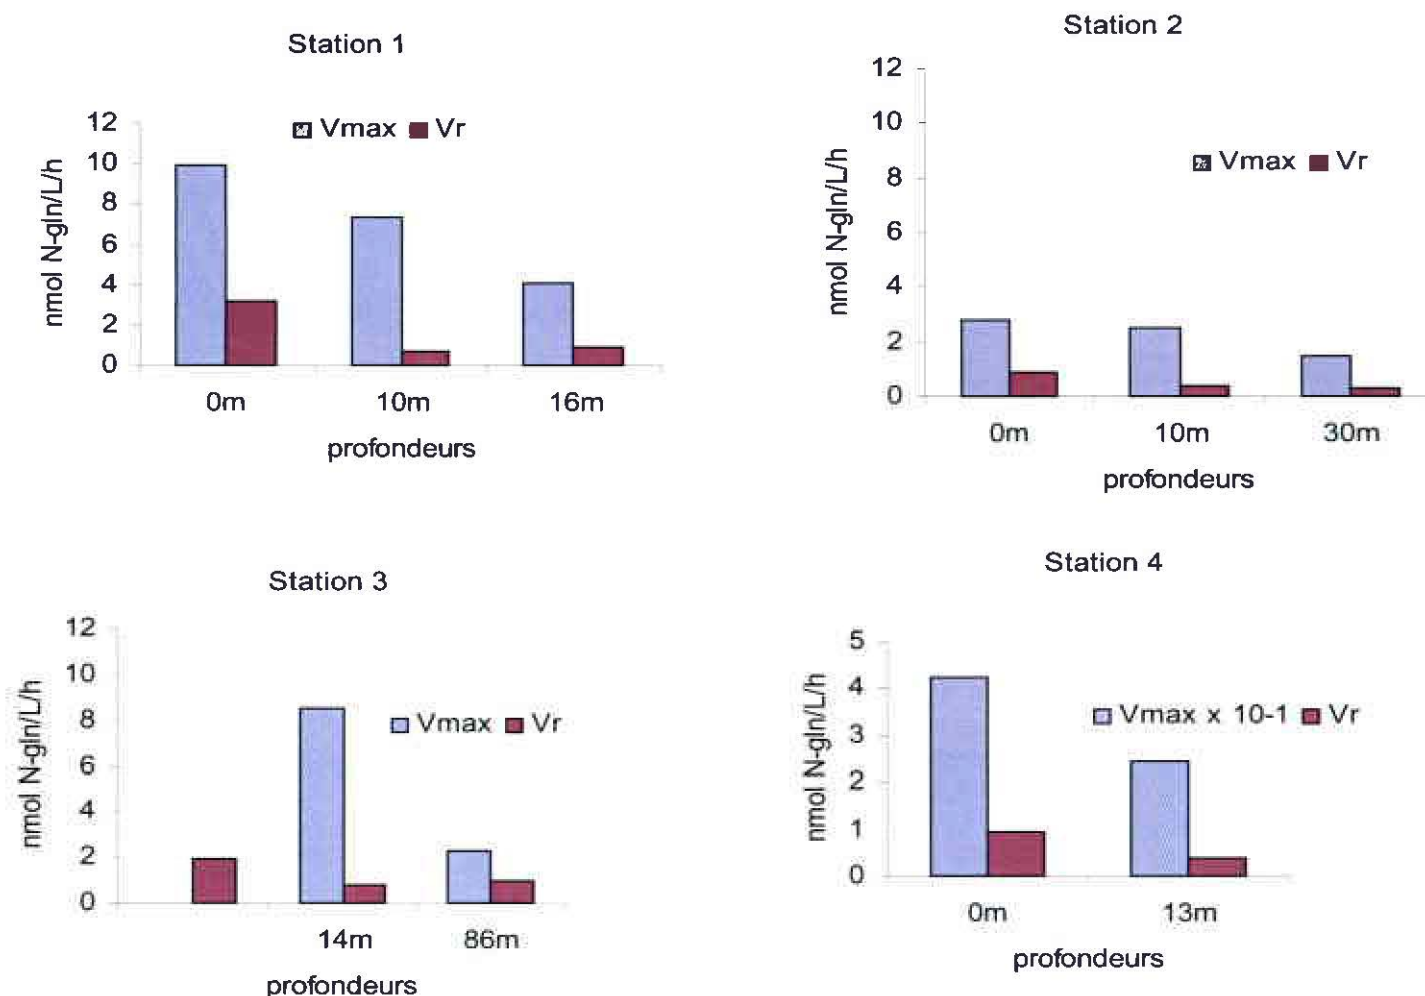 Station 1
nmol N-gln/L/h
12
10
8
6
4
2
0
Vmax Vr
0m 10m 16m
profondeurs
Station 2
nmol N-gln/L/h
12
10
8
6
4
2
0
Vmax Vr
0m 10m 30m
profondeurs
Station 3
nmol N-gln/L/h
12
10
8
6
4
2
0
Vmax Vr
14m 86m
profondeurs
Station 4
nmol N-gln/L/h
5
4
3
2
1
0
Vmax x 10-1 Vr
0m 13m
profondeurs